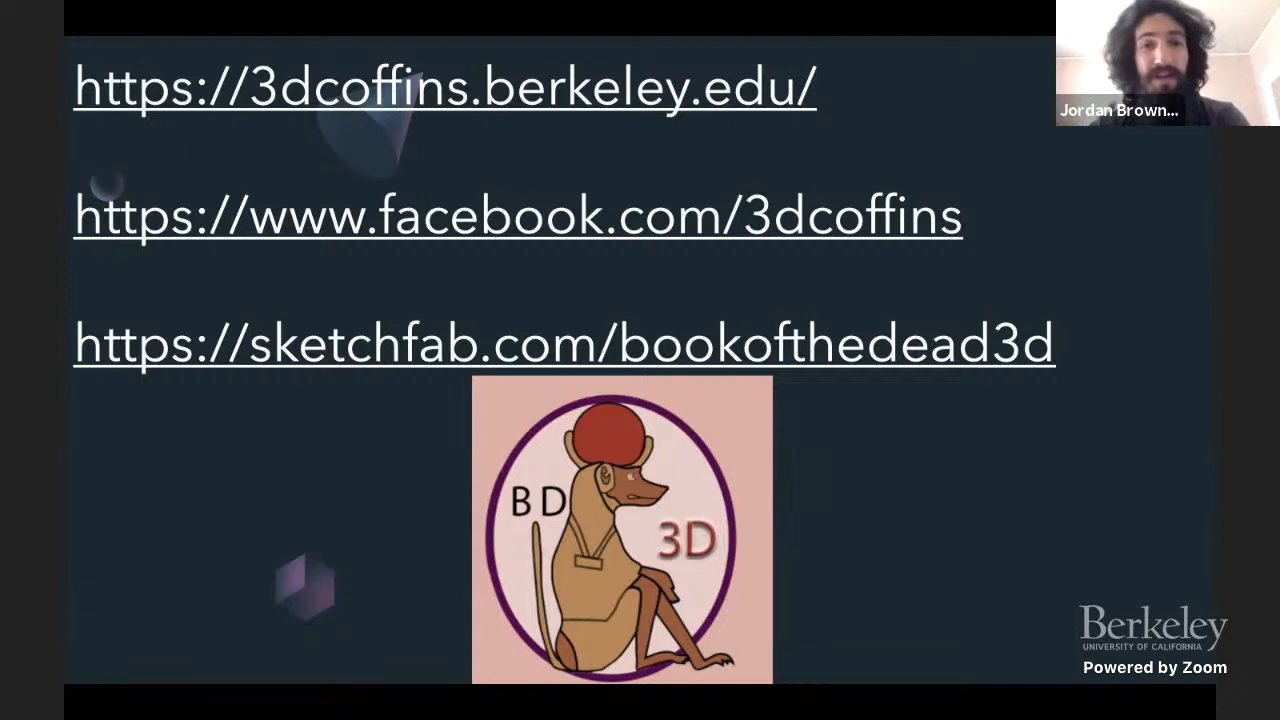 https://3dcoffins.berkeley.edu/
Jordan Brown...
https://www.facebook.com/3dcoffins
https://sketchfab.com/bookofthedead3d
BD
3D
Berkeley
UNIVERSITY OF CALIFORNIA
Powered by Zoom